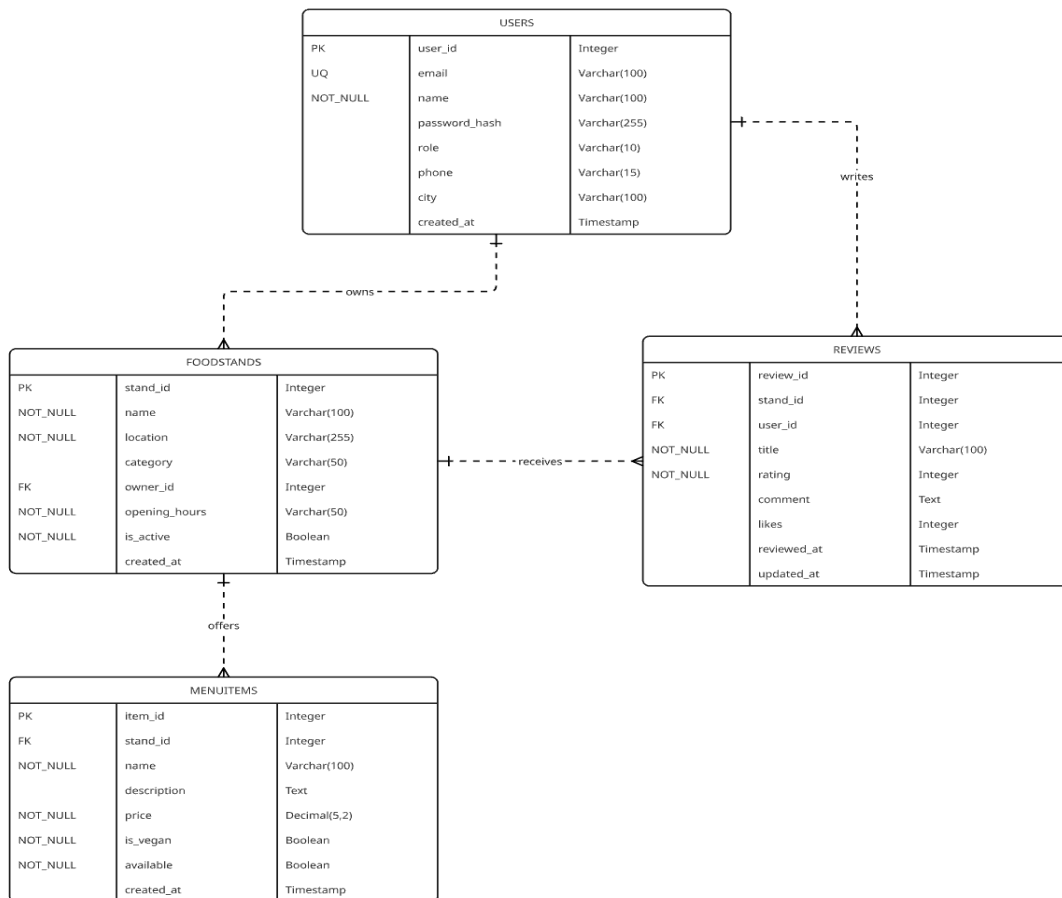 USERS
PK user_id Integer
UQ email Varchar(100)
NOT_NULL name Varchar(100)
password_hash Varchar(255)
role Varchar(10)
phone Varchar(15)
city Varchar(100)
created_at Timestamp
writes
owns
FOODSTANDS
PK stand_id Integer
NOT_NULL name Varchar(100)
NOT_NULL location Varchar(255)
category Varchar(50)
FK owner_id Integer
NOT_NULL opening_hours Varchar(50)
NOT_NULL is_active Boolean
created_at Timestamp
receives
REVIEWS
PK review_id Integer
FK stand_id Integer
FK user_id Integer
NOT_NULL title Varchar(100)
NOT_NULL rating Integer
comment Text
likes Integer
reviewed_at Timestamp
updated_at Timestamp
offers
MENUITEMS
PK item_id Integer
FK stand_id Integer
NOT_NULL name Varchar(100)
description Text
NOT_NULL price Decimal(5,2)
NOT_NULL is_vegan Boolean
NOT_NULL available Boolean
created_at Timestamp